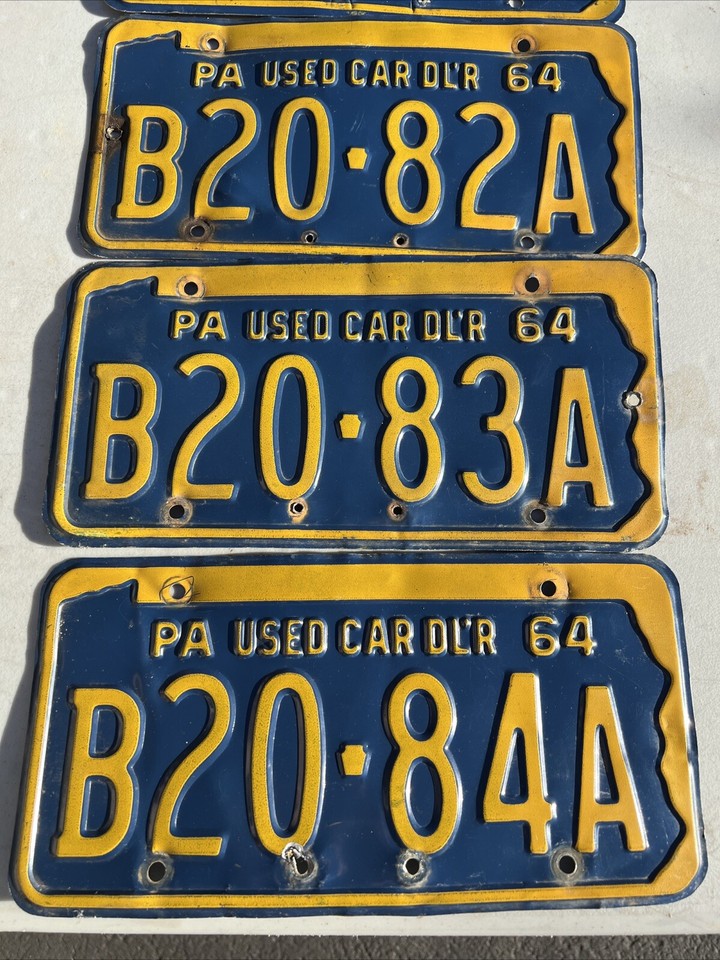 PA USED CAR DL'R 64
B20·82A
PA USED CAR DL'R 64
B20·83A
PA USED CAR DL'R 64
B20·84A